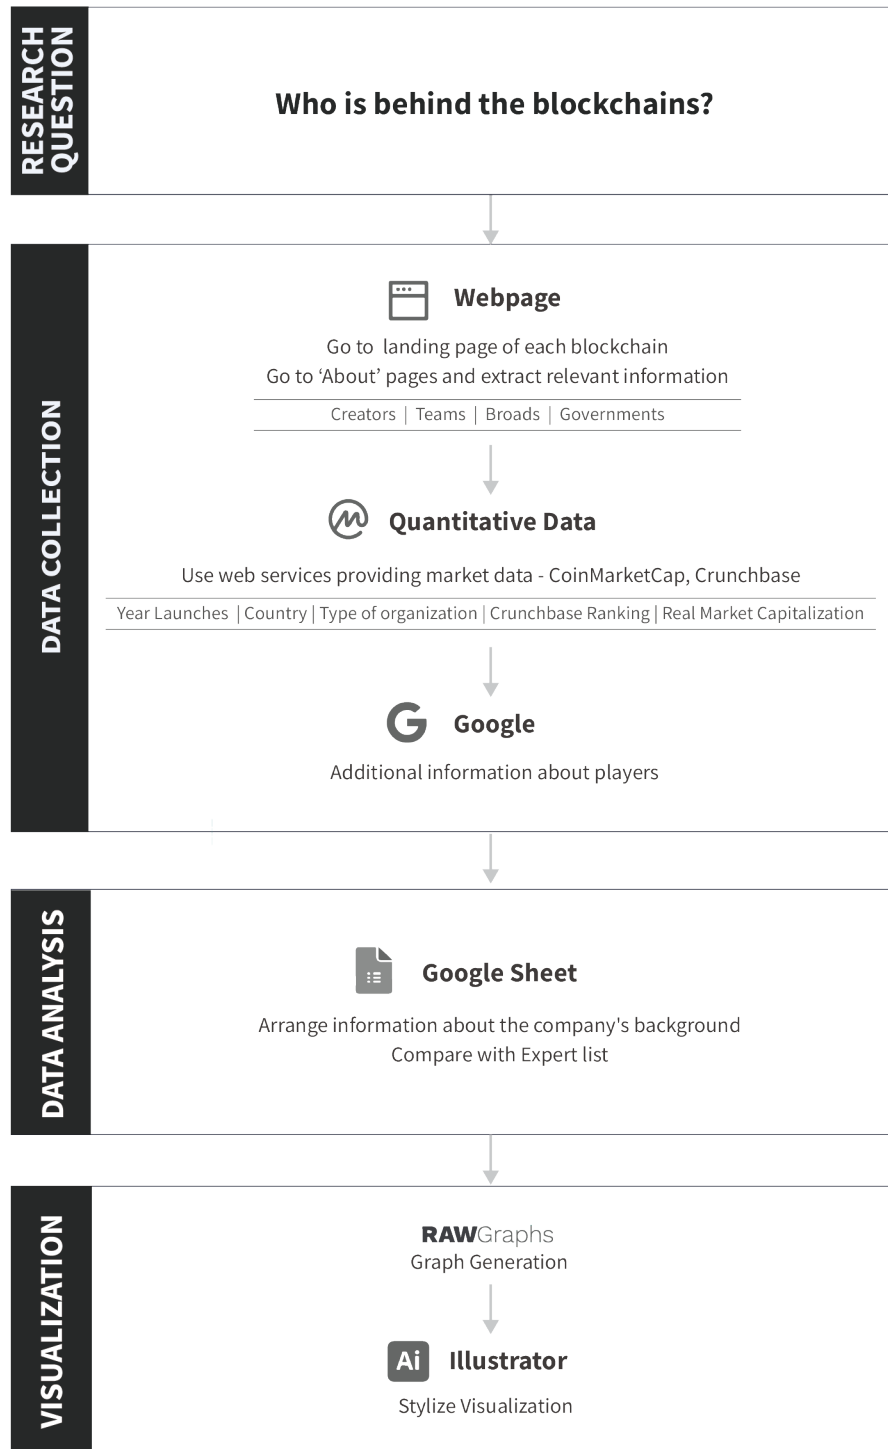 RESEARCH
QUESTION
Who is behind the blockchains?
DATA COLLECTION
Webpage
Go to landing page of each blockchain
Go to ‘About’ pages and extract relevant information
Creators | Teams | Broads | Governments
Quantitative Data
Use web services providing market data - CoinMarketCap, Crunchbase
Year Launches | Country | Type of organization | Crunchbase Ranking | Real Market Capitalization
G Google
Additional information about players
DATA ANALYSIS
Google Sheet
Arrange information about the company's background
Compare with Expert list
VISUALIZATION
RAWGraphs
Graph Generation
Ai Illustrator
Stylize Visualization